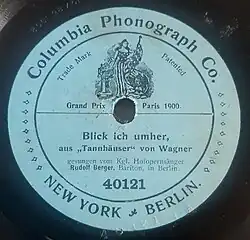 Columbia Phonograph Co.
Trade Mark
Patented
Grand Prix
Paris 1900.
Blick ich umher,
aus „Tannhäuser“ von Wagner
gesungen vom Kgl. Hofopernsänger
Rudolf Berger, Bariton, in Berlin.
40121
NEW YORK BERLIN.